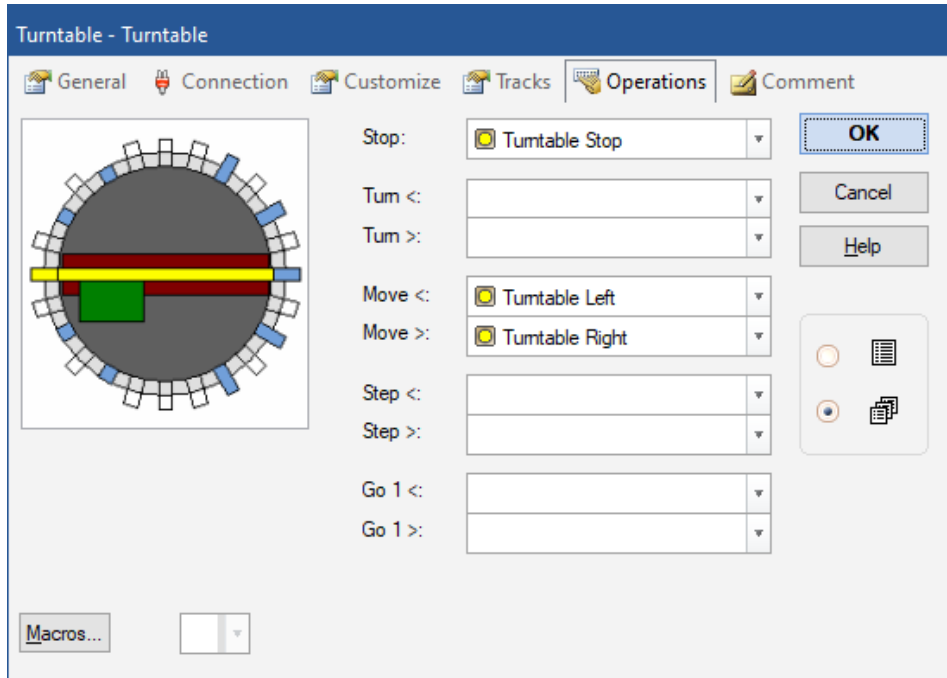 Turntable - Turntable
General Connection Customize Tracks Operations Comment
Stop: Turntable Stop OK
Turn <: Cancel
Turn >: Help
Move <: Turntable Left
Move >: Turntable Right
Step <:
Step >:
Go 1 <:
Go 1 >:
Macros...